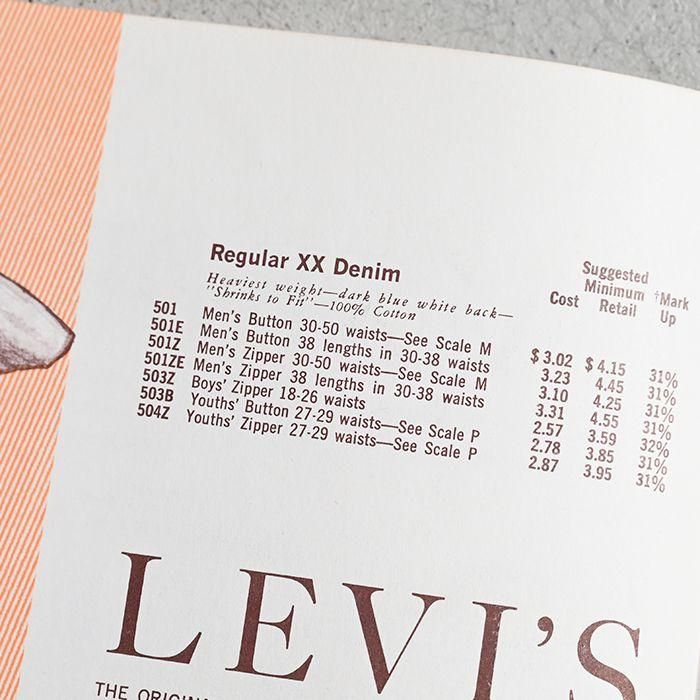 Regular XX Denim
Heaviest weight—dark blue white back—
"Shrinks to Fit"—100% Cotton
Cost
Suggested
Minimum
Retail
†Mark
Up
501 Men's Button 30-50 waists—See Scale M $3.02 $4.15 31%
501E Men's Button 38 lengths in 30-38 waists 3.23 4.45 31%
501Z Men's Zipper 30-50 waists—See Scale M 3.10 4.25 31%
501ZE Men's Zipper 38 lengths in 30-38 waists 3.31 4.55 31%
503Z Boys' Zipper 18-26 waists 2.57 3.59 32%
503B Youths' Button 27-29 waists—See Scale P 2.78 3.85 31%
504Z Youths' Zipper 27-29 waists—See Scale P 2.87 3.95 31%
LEVI'S
THE